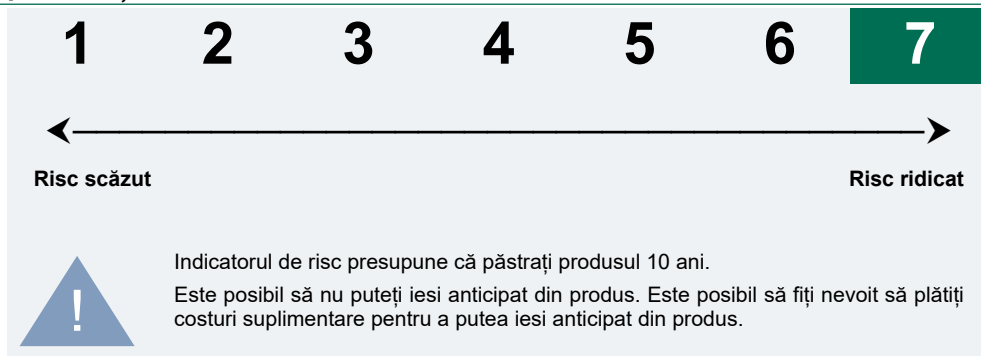 1 2 3 4 5 6 7
Risc scăzut Risc ridicat
!
Indicatorul de risc presupune că păstrați produsul 10 ani.
Este posibil să nu puteți iesi anticipat din produs. Este posibil să fiți nevoit să plătiți
costuri suplimentare pentru a putea iesi anticipat din produs.